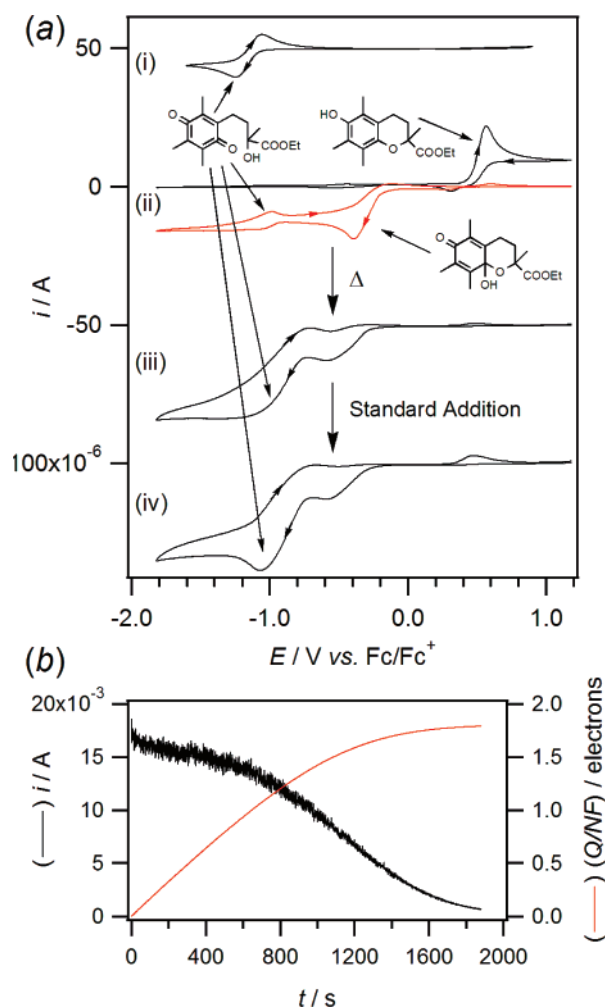 (a)
50
(i)
O
O
OH
COOEt
HO
O
COOEt
0
(ii)
O
O
OH
COOEt
i / A
Δ
-50
(iii)
Standard Addition
100x10⁻⁶
(iv)
-2.0 -1.0 0.0 1.0
E / V vs. Fc/Fc⁺
(b)
20x10⁻³
15
10
5
0
(—) i / A
2.0
1.5
1.0
0.5
0.0
(—) (Q/NF) / electrons
0 400 800 1200 1600 2000
t / s